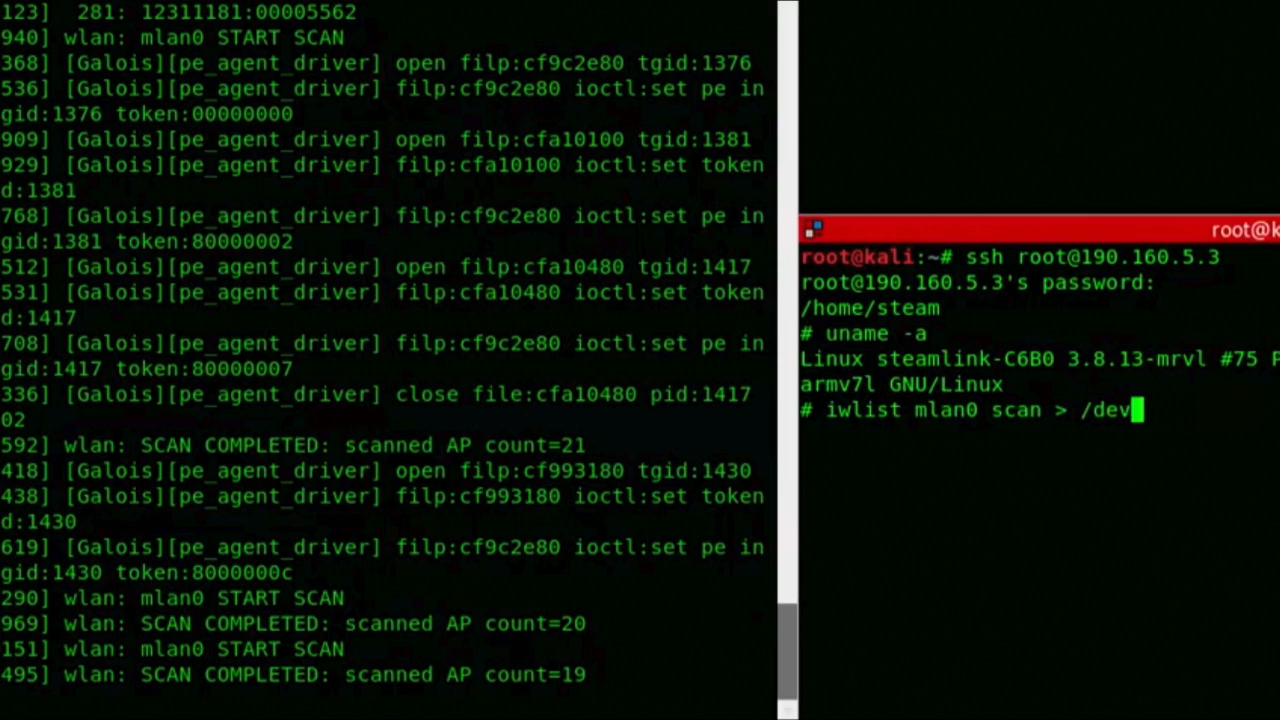 123]  281: 12311181:00005562
940] wlan: mlan0 START SCAN
368] [Galois][pe_agent_driver] open filp:cf9c2e80 tgid:1376
536] [Galois][pe_agent_driver] filp:cf9c2e80 ioctl:set pe in
gid:1376 token:00000000
909] [Galois][pe_agent_driver] open filp:cfa10100 tgid:1381
929] [Galois][pe_agent_driver] filp:cfa10100 ioctl:set token
d:1381
768] [Galois][pe_agent_driver] filp:cf9c2e80 ioctl:set pe in
gid:1381 token:80000002
512] [Galois][pe_agent_driver] open filp:cfa10480 tgid:1417
531] [Galois][pe_agent_driver] filp:cfa10480 ioctl:set token
d:1417
708] [Galois][pe_agent_driver] filp:cf9c2e80 ioctl:set pe in
gid:1417 token:80000007
336] [Galois][pe_agent_driver] close file:cfa10480 pid:1417
02
592] wlan: SCAN COMPLETED: scanned AP count=21
418] [Galois][pe_agent_driver] open filp:cf993180 tgid:1430
438] [Galois][pe_agent_driver] filp:cf993180 ioctl:set token
d:1430
619] [Galois][pe_agent_driver] filp:cf9c2e80 ioctl:set pe in
gid:1430 token:8000000c
290] wlan: mlan0 START SCAN
969] wlan: SCAN COMPLETED: scanned AP count=20
151] wlan: mlan0 START SCAN
495] wlan: SCAN COMPLETED: scanned AP count=19
root@k
root@kali:~# ssh root@190.160.5.3
root@190.160.5.3's password:
/home/steam
# uname -a
Linux steamlink-C6B0 3.8.13-mrvl #75 P
armv7l GNU/Linux
# iwlist mlan0 scan > /dev